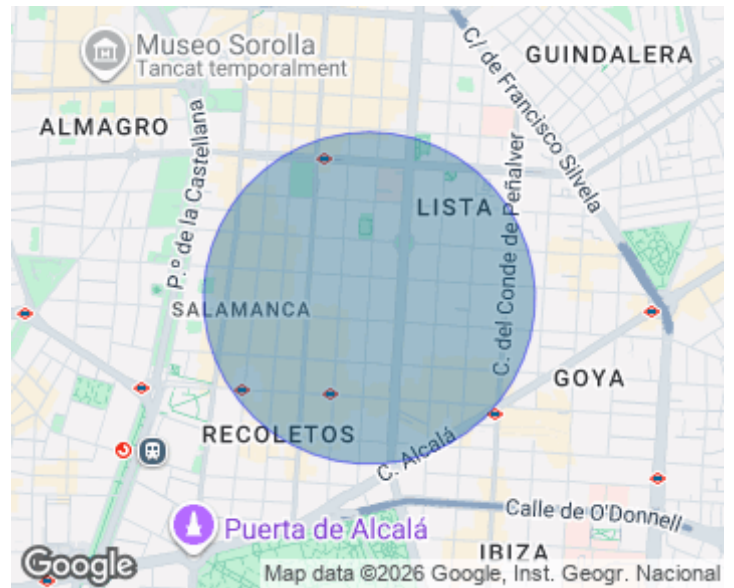 Museo Sorolla
Tancat temporalment
GUINDALERA
C/ de Francisco Silvela
ALMAGRO
P.º de la Castellana
C. del Conde de Peñalver
LISTA
SALAMANCA
GOYA
RECOLETOS
C. Alcalá
Calle de O'Donnell
Puerta de Alcalá
IBIZA
Google
Map data ©2026 Google, Inst. Geogr. Nacional